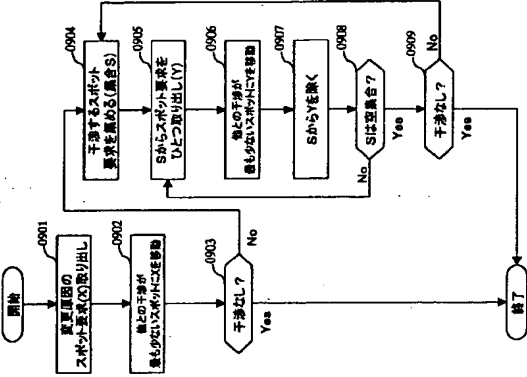 開始
0901
変更原因の
スポット要求(X)取り出し
0902
他との干渉が
最も少ないスポットにXを移動
0903
干渉なし?
No
Yes
0904
干渉するスポット
要求を集める(集合S)
0905
Sからスポット要求を
ひとつ取り出し(Y)
0906
他との干渉が
最も少ないスポットにYを移動
0907
SからYを除く
0908
Sは空集合?
No
Yes
0909
干渉なし?
No
Yes
終了